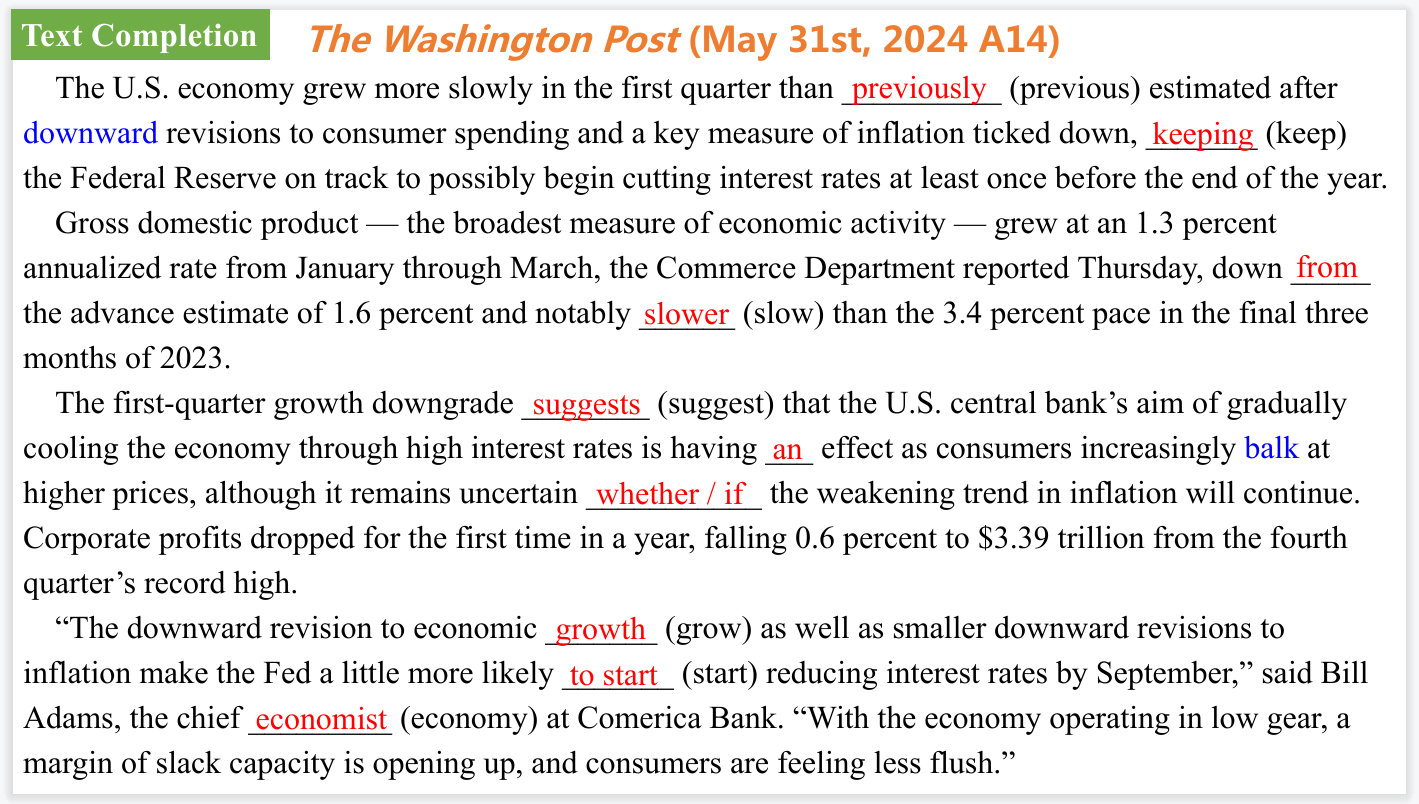 Text Completion The Washington Post (May 31st, 2024 A14)
The U.S. economy grew more slowly in the first quarter than previously (previous) estimated after
downward revisions to consumer spending and a key measure of inflation ticked down, keeping (keep)
the Federal Reserve on track to possibly begin cutting interest rates at least once before the end of the year.
Gross domestic product — the broadest measure of economic activity — grew at an 1.3 percent
annualized rate from January through March, the Commerce Department reported Thursday, down from
the advance estimate of 1.6 percent and notably slower (slow) than the 3.4 percent pace in the final three
months of 2023.
The first-quarter growth downgrade suggests (suggest) that the U.S. central bank’s aim of gradually
cooling the economy through high interest rates is having an effect as consumers increasingly balk at
higher prices, although it remains uncertain whether / if the weakening trend in inflation will continue.
Corporate profits dropped for the first time in a year, falling 0.6 percent to $3.39 trillion from the fourth
quarter’s record high.
“The downward revision to economic growth (grow) as well as smaller downward revisions to
inflation make the Fed a little more likely to start (start) reducing interest rates by September,” said Bill
Adams, the chief economist (economy) at Comerica Bank. “With the economy operating in low gear, a
margin of slack capacity is opening up, and consumers are feeling less flush.”